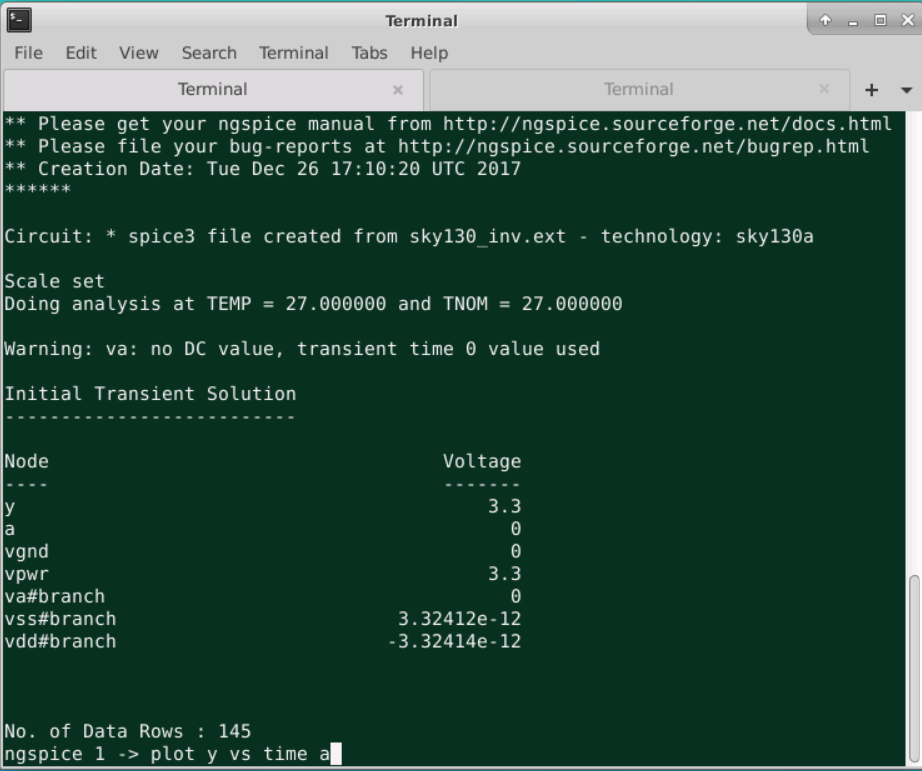 Terminal
File Edit View Search Terminal Tabs Help
Terminal × Terminal ×
** Please get your ngspice manual from http://ngspice.sourceforge.net/docs.html
** Please file your bug-reports at http://ngspice.sourceforge.net/bugrep.html
** Creation Date: Tue Dec 26 17:10:20 UTC 2017
******
Circuit: * spice3 file created from sky130_inv.ext - technology: sky130a
Scale set
Doing analysis at TEMP = 27.000000 and TNOM = 27.000000
Warning: va: no DC value, transient time 0 value used
Initial Transient Solution
--------------------------
Node Voltage
---- -------
y 3.3
a 0
vgnd 0
vpwr 3.3
va#branch 0
vss#branch 3.32412e-12
vdd#branch -3.32414e-12
No. of Data Rows : 145
ngspice 1 -> plot y vs time a